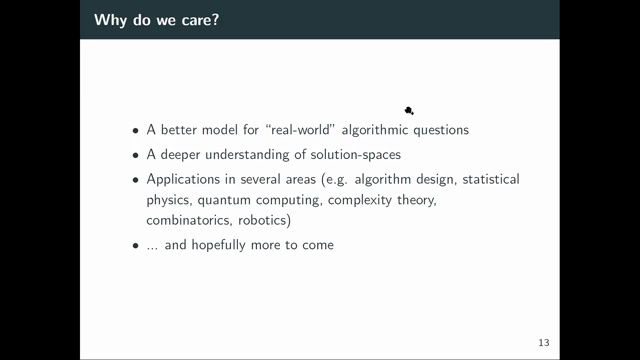 Why do we care?
• A better model for “real-world” algorithmic questions
• A deeper understanding of solution-spaces
• Applications in several areas (e.g. algorithm design, statistical
physics, quantum computing, complexity theory,
combinatorics, robotics)
• ... and hopefully more to come
13